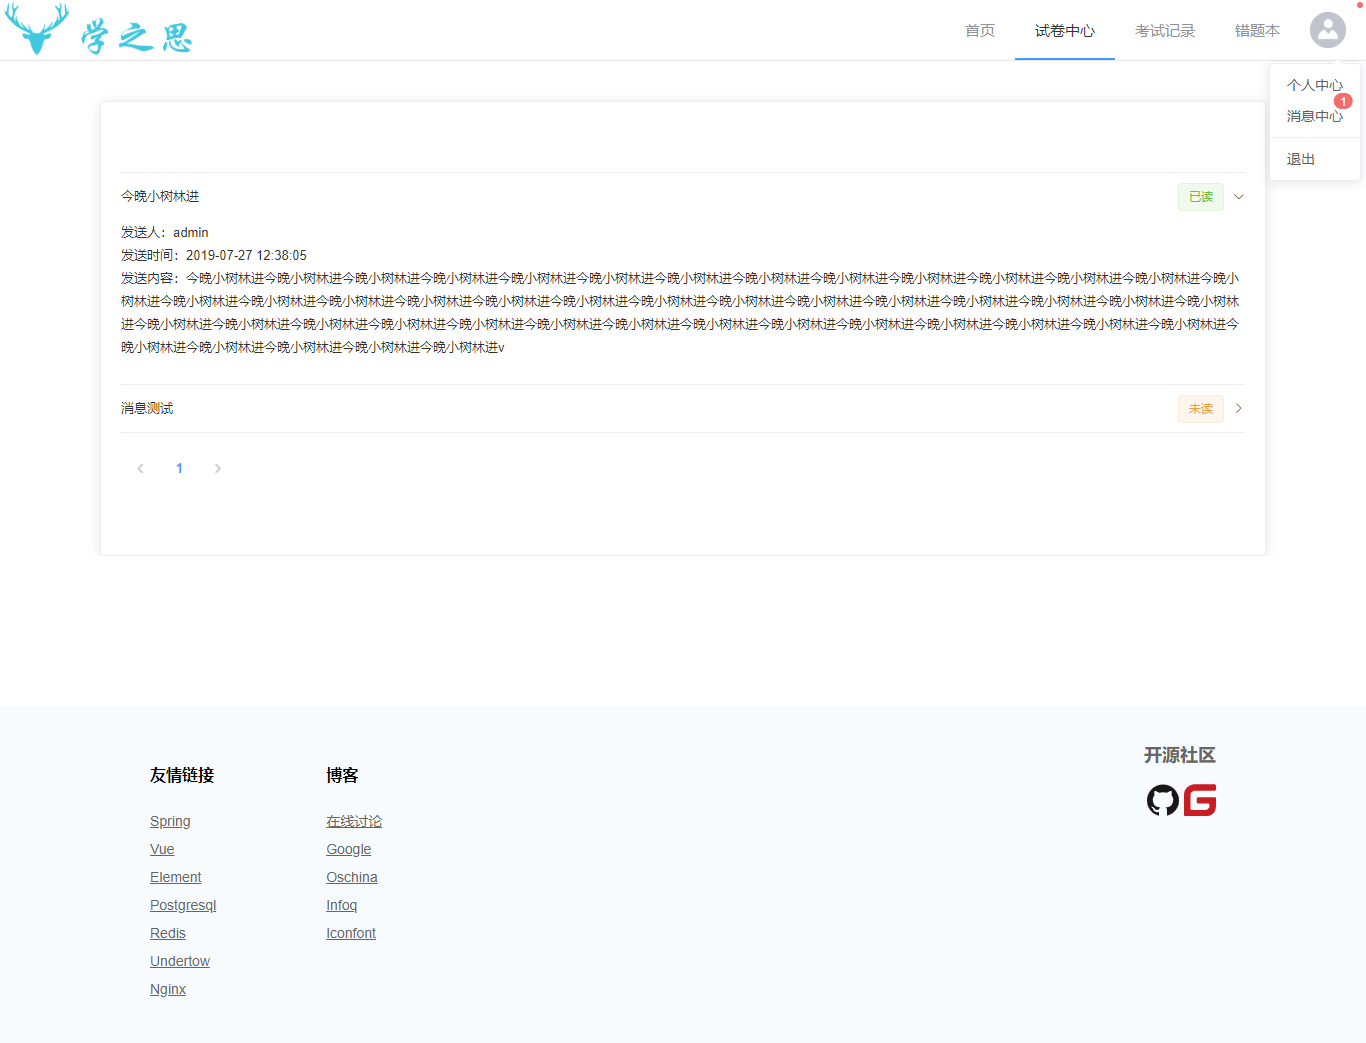 学之思
首页
试卷中心
考试记录
错题本
个人中心
1
消息中心
退出
今晚小树林进
已读
发送人：admin
发送时间：2019-07-27 12:38:05
发送内容：今晚小树林进今晚小树林进今晚小树林进今晚小树林进今晚小树林进今晚小树林进今晚小树林进今晚小树林进今晚小树林进今晚小树林进今晚小树林进今晚小树林进今晚小树林进今晚小
树林进今晚小树林进今晚小树林进今晚小树林进今晚小树林进今晚小树林进今晚小树林进今晚小树林进今晚小树林进今晚小树林进今晚小树林进今晚小树林进今晚小树林进今晚小树林进今晚小树林
进今晚小树林进今晚小树林进今晚小树林进今晚小树林进今晚小树林进今晚小树林进今晚小树林进今晚小树林进今晚小树林进今晚小树林进今晚小树林进今晚小树林进今晚小树林进今晚小树林进今
晚小树林进今晚小树林进今晚小树林进今晚小树林进今晚小树林进v
消息测试
未读
1
友情链接
Spring
Vue
Element
Postgresql
Redis
Undertow
Nginx
博客
在线讨论
Google
Oschina
Infoq
Iconfont
开源社区